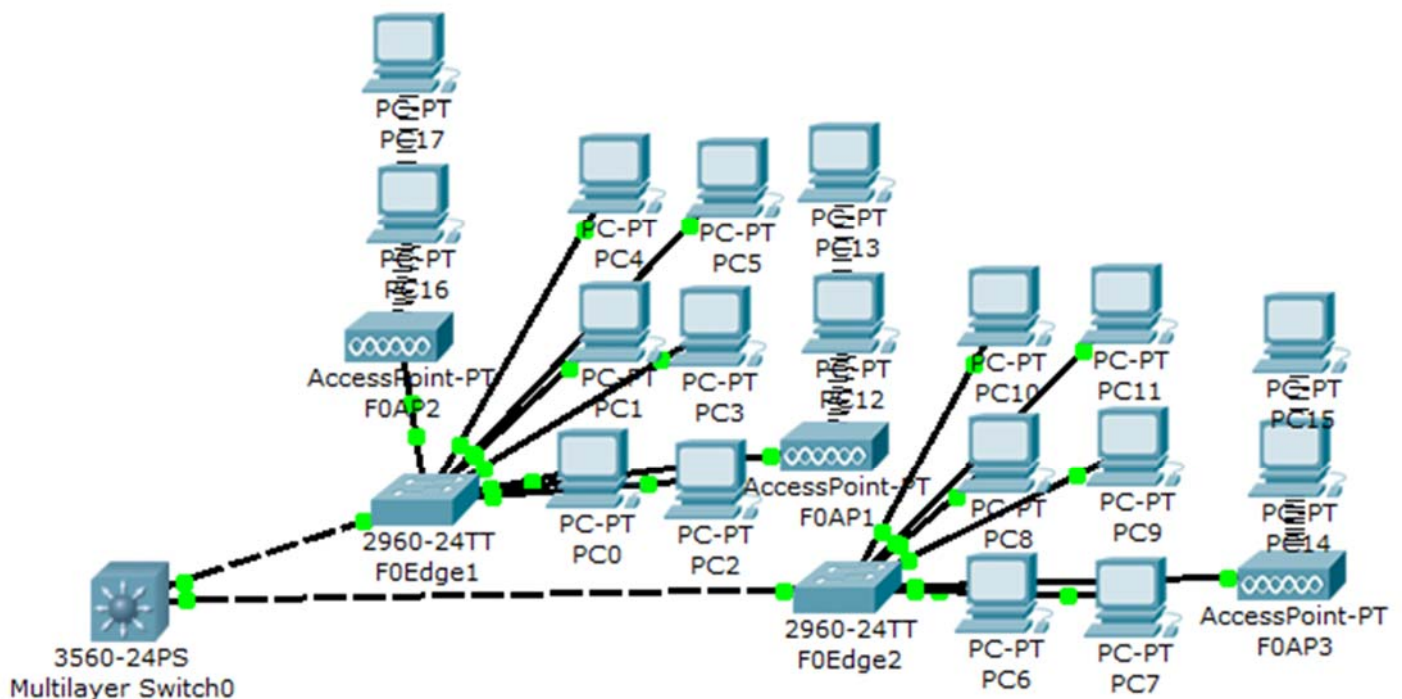 PC-PT
PC17
PC-PT
PC16
AccessPoint-PT
F0AP2
PC-PT
PC4
PC-PT
PC5
PC-PT
PC13
PC-PT
PC1
PC-PT
PC3
PC-PT
PC12
PC-PT
PC10
PC-PT
PC11
PC-PT
PC15
PC-PT
PC0
PC-PT
PC2
AccessPoint-PT
F0AP1
PC-PT
PC8
PC-PT
PC9
PC-PT
PC14
2960-24TT
F0Edge1
2960-24TT
F0Edge2
PC-PT
PC6
PC-PT
PC7
AccessPoint-PT
F0AP3
3560-24PS
Multilayer Switch0